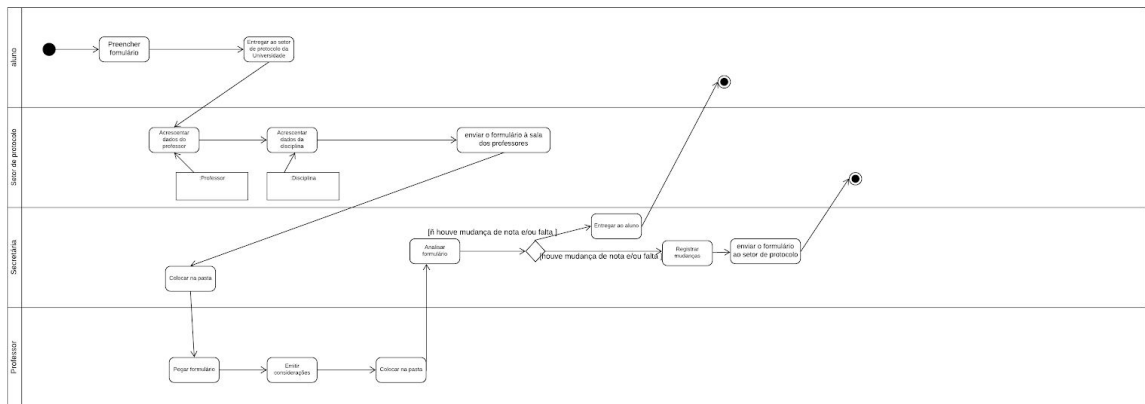 aluno
Preencher
fomulário
Entregar ao setor
de protocolo da
Universidade
Setor de protocolo
Acrescentar
dados do
professor
Acrescentar
dados da
disciplina
enviar o formulário à sala
dos professores
:Professor
:Disciplina
Secretária
[ñ houve mudança de nota e/ou falta ]
Entregar ao aluno
Analisar
formulário
[houve mudança de nota e/ou falta ]
Registrar
mudanças
enviar o formulário
ao setor de protocolo
Colocar na pasta
Professor
Pegar formulário
Emitir
considerações
Colocar na pasta